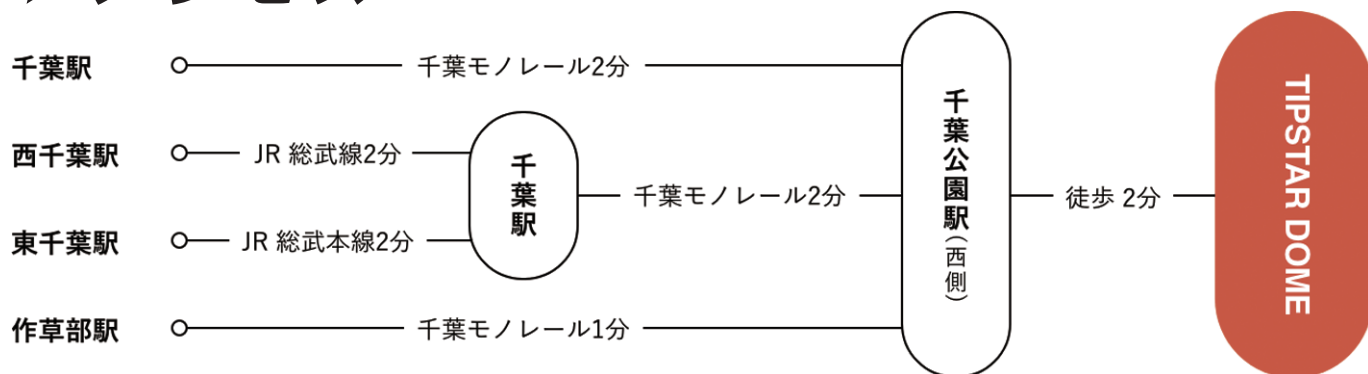 千葉駅
千葉モノレール2分
西千葉駅
JR 総武線2分
東千葉駅
JR 総武本線2分
千葉駅
千葉モノレール2分
作草部駅
千葉モノレール1分
千葉公園駅(西側)
徒歩 2分
TIPSTAR DOME